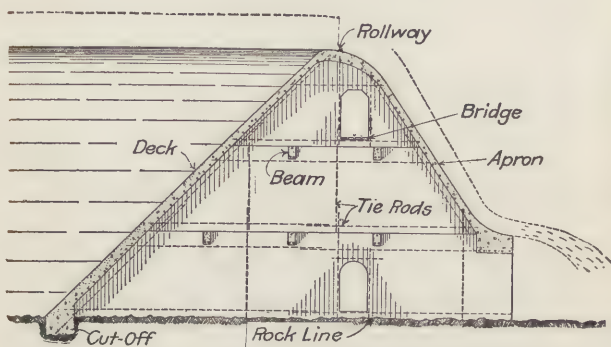 Rollway
Bridge
Deck
Apron
Beam
Tie Rods
Cut-Off
Rock Line